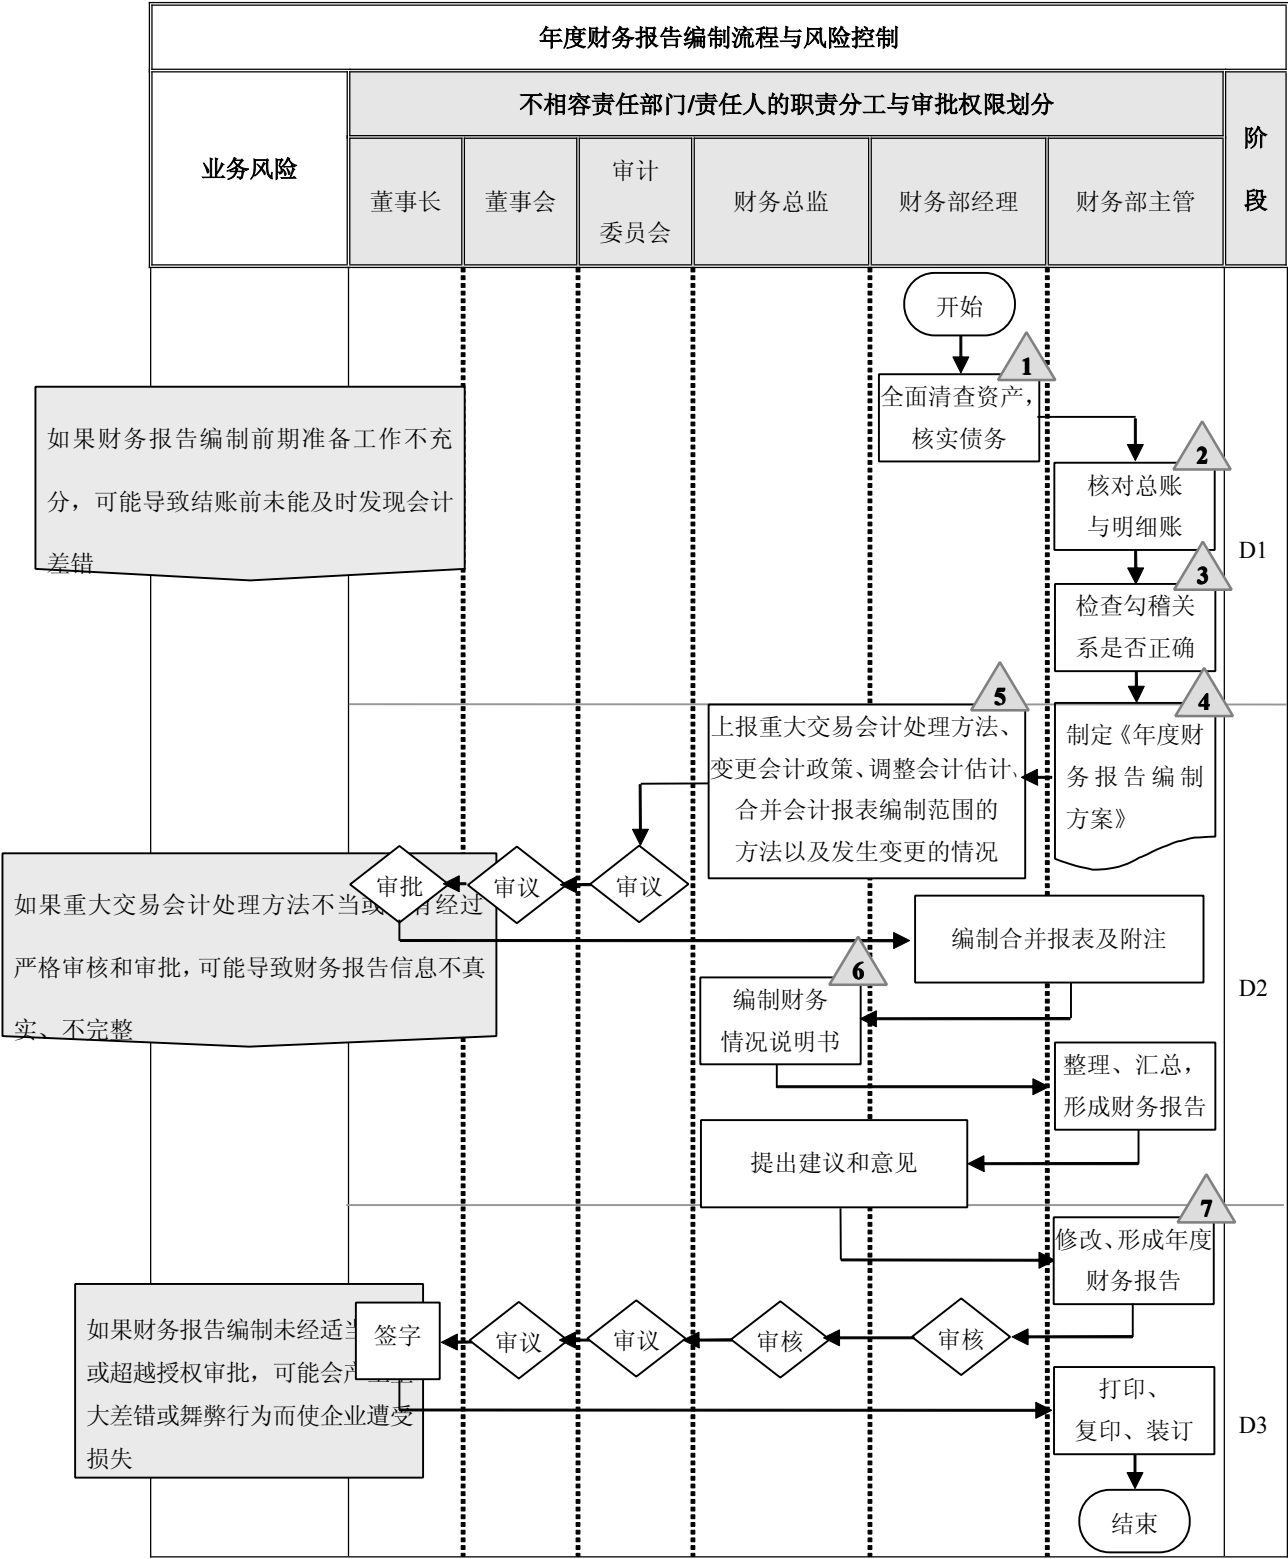 年度财务报告编制流程与风险控制
业务风险
不相容责任部门/责任人的职责分工与审批权限划分
阶
段
董事长
董事会
审计
委员会
财务总监
财务部经理
财务部主管
开始
1
全面清查资产，
核实债务
如果财务报告编制前期准备工作不充
分，可能导致结账前未能及时发现会计
差错
2
核对总账
与明细账
D1
3
检查勾稽关
系是否正确
4
制定《年度财
务报告编制
方案》
5
上报重大交易会计处理方法、
变更会计政策、调整会计估计、
合并会计报表编制范围的
方法以及发生变更的情况
审批
审议
审议
如果重大交易会计处理方法不当或
有经过
严格审核和审批，可能导致财务报告信息不真
实、不完整
编制合并报表及附注
6
编制财务
情况说明书
D2
整理、汇总，
形成财务报告
提出建议和意见
7
修改、形成年度
财务报告
如果财务报告编制未经适当
或超越授权审批，可能会产
大差错或舞弊行为而使企业遭受
损失
签字
审议
审议
审核
审核
打印、
复印、装订
D3
结束